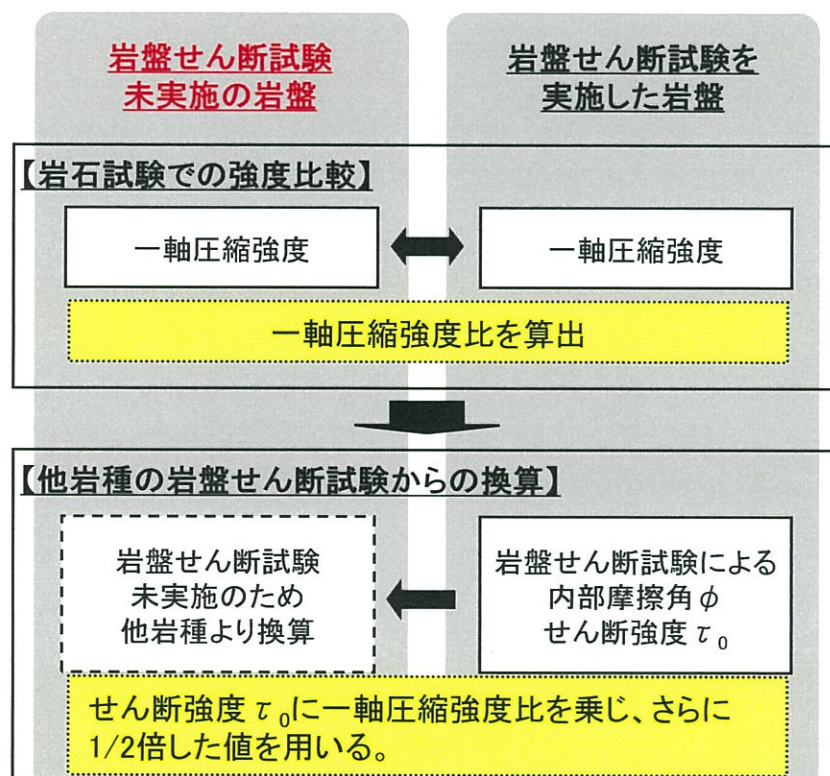 岩盤せん断試験
未実施の岩盤
岩盤せん断試験を
実施した岩盤
【岩石試験での強度比較】
一軸圧縮強度
一軸圧縮強度
一軸圧縮強度比を算出
【他岩種の岩盤せん断試験からの換算】
岩盤せん断試験
未実施のため
他岩種より換算
岩盤せん断試験による
内部摩擦角φ
せん断強度τ0
せん断強度τ0に一軸圧縮強度比を乗じ、さらに
1/2倍した値を用いる。